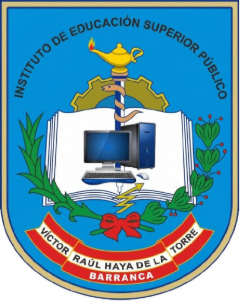 INSTITUTO DE EDUCACIÓN SUPERIOR PÚBLICO
VÍCTOR RAÚL HAYA DE LA TORRE
BARRANCA